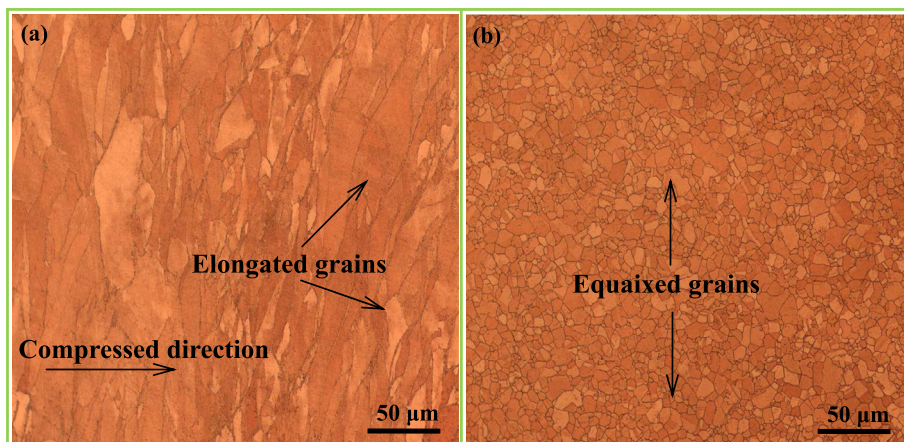 (a)
Elongated grains
Compressed direction
50 μm
(b)
Equaixed grains
50 μm